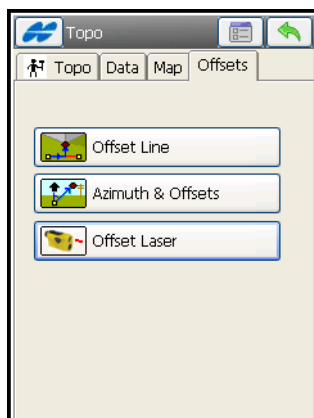 Topo
Topo Data Map Offsets
Offset Line
Azimuth & Offsets
Offset Laser